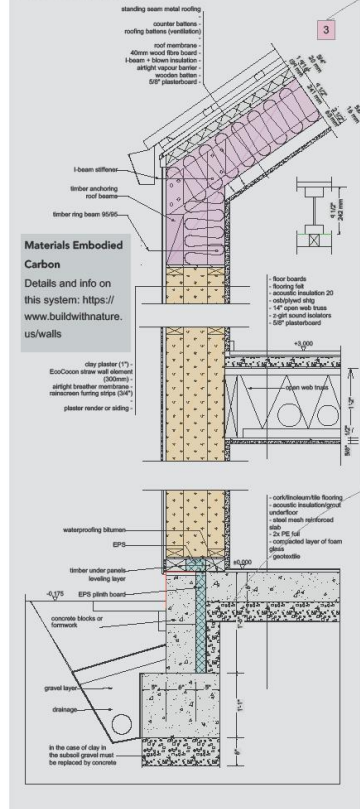 standing seam metal roofing
-
counter battens -
roofing battens (ventilation)
-
roof membrane -
40mm wood fibre board -
I-beam + blown insulation -
airtight vapour barrier -
wooden batten -
5/8" plasterboard -
3
I-beam stiffener
timber anchoring
roof beams
timber ring beam 95/95
Materials Embodied
Carbon
Details and info on
this system: https://
www.buildwithnature.
us/walls
- floor boards
- flooring felt
- acoustic insulation 20
- osb/plywd shtg
- 14" open web truss
- z-girt sound isolators
- 5/8" plasterboard
+3,000
clay plaster (1") -
EcoCocon straw wall element
(300mm) -
airtight breather membrane -
rainscreen furring strips (3/4")
-
plaster render or siding -
open web truss
- cork/linoleum/tile flooring
- acoustic insulation/grout
underfloor
- steel mesh reinforced
slab
- 2x PE foil
- compacted layer of foam
glass
- geotextile
waterproofing bitumen
EPS
timber under panels
leveling layer
±0,000
-0,175
EPS plinth board
concrete blocks or
formwork
gravel layer
drainage
1'-1"
in the case of clay in
the subsoil gravel must
be replaced by concrete